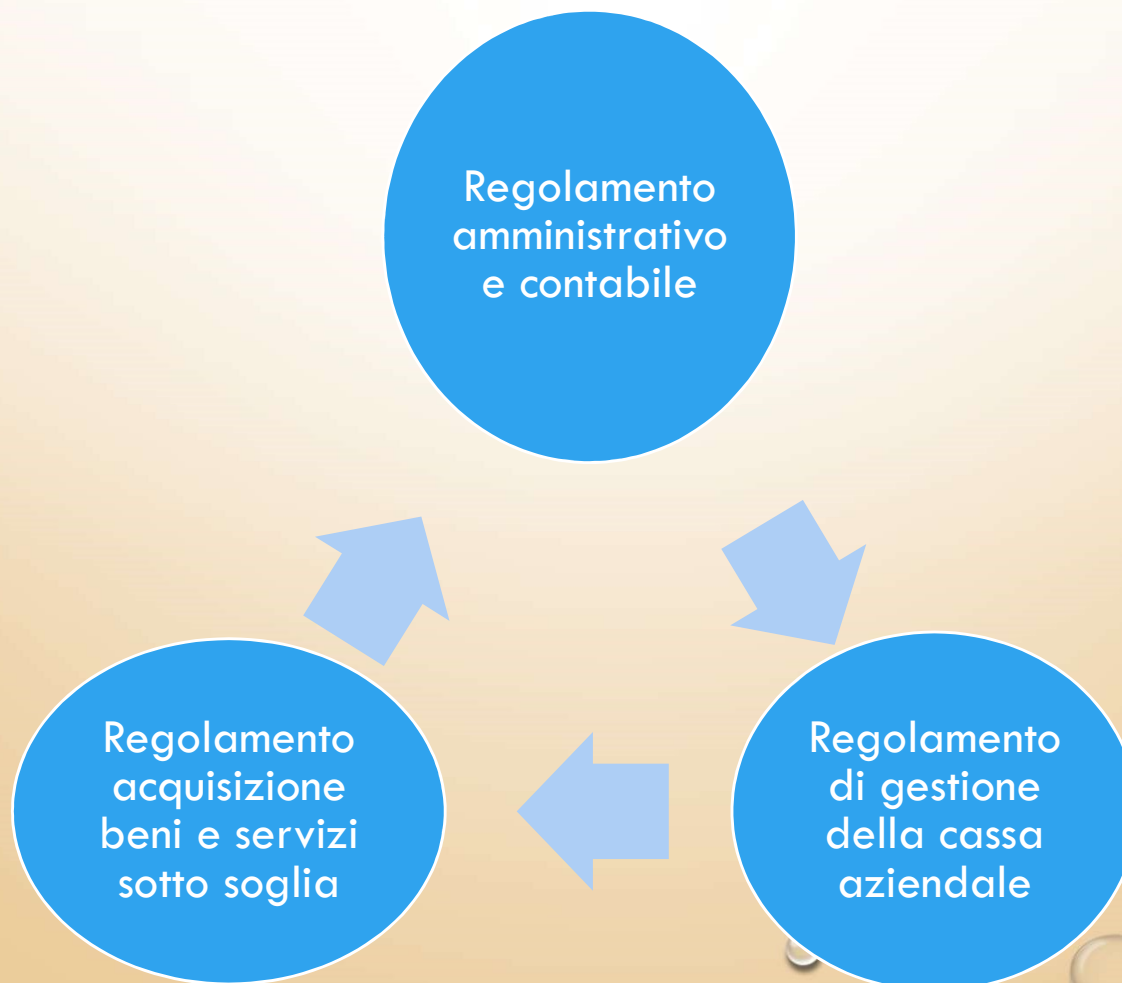 Regolamento
amministrativo
e contabile
Regolamento
di gestione
della cassa
aziendale
Regolamento
acquisizione
beni e servizi
sotto soglia